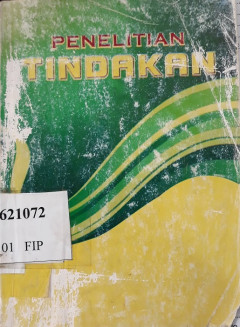 PENELITIAN
TINDAKAN
621072
01 FIP